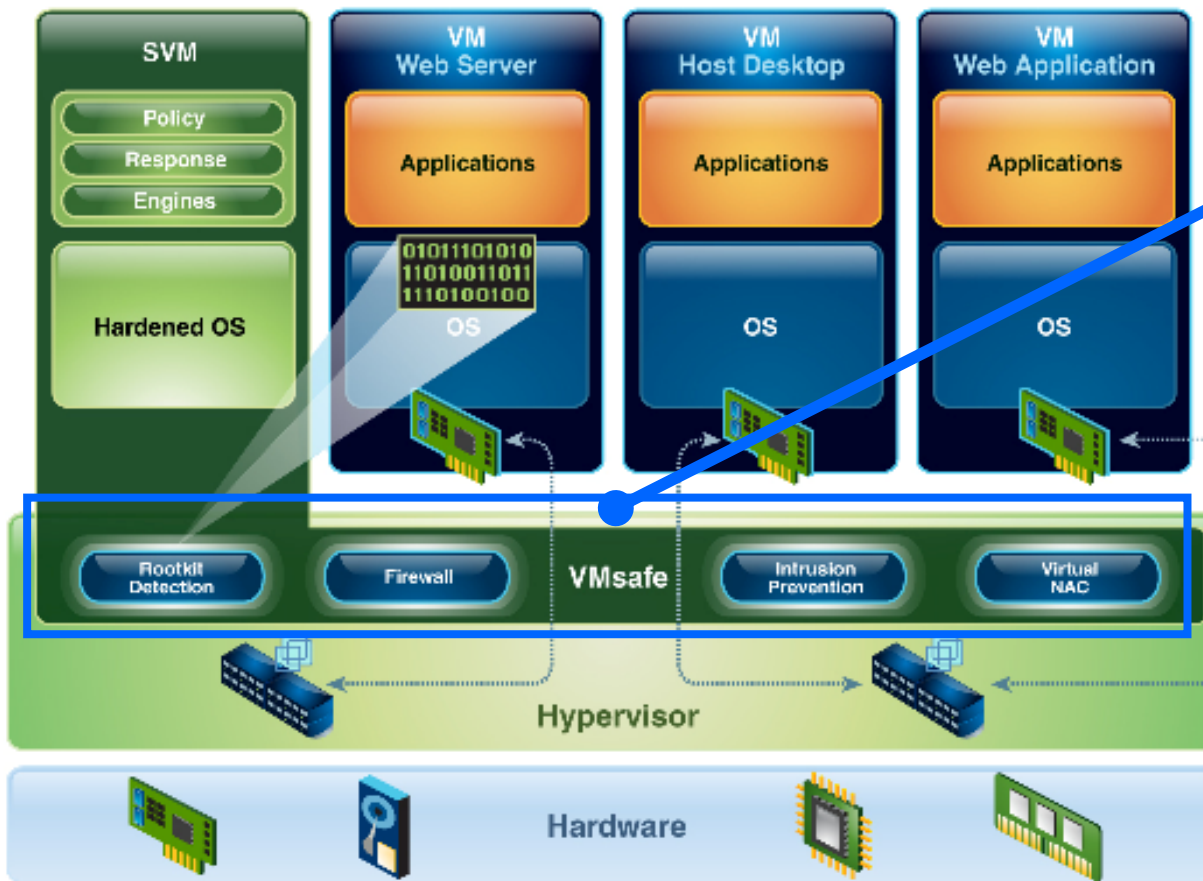 SVM
Policy
Response
Engines
Hardened OS
VM
Web Server
Applications
01011101010
11010011011
1110100100
OS
VM
Host Desktop
Applications
OS
VM
Web Application
Applications
OS
Rootkit
Detection
Firewall
VMsafe
Intrusion
Prevention
Virtual
NAC
Hypervisor
Hardware